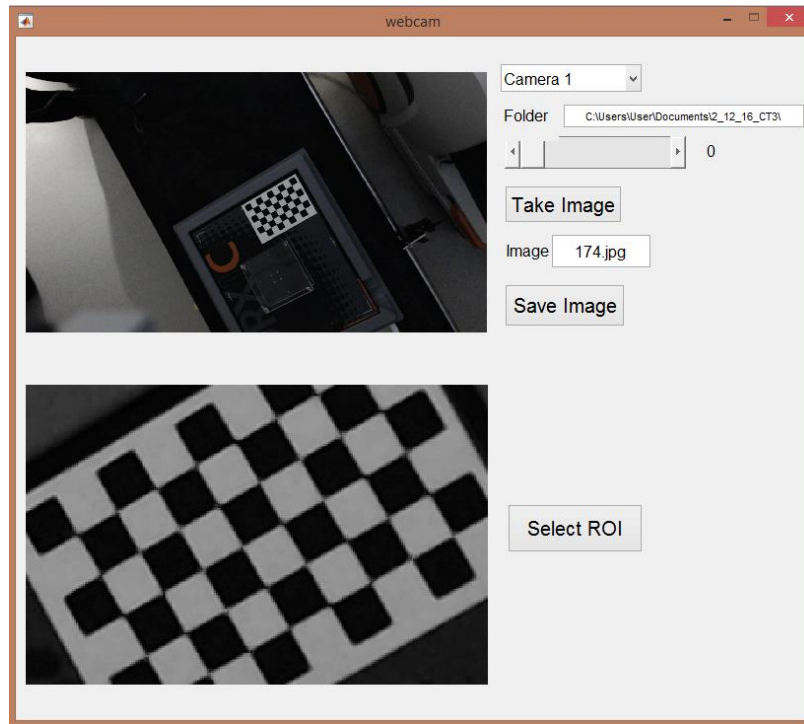 webcam
Camera 1
Folder C:\Users\User\Documents\2_12_16_CT3\
0
Take Image
Image 174.jpg
Save Image
Select ROI